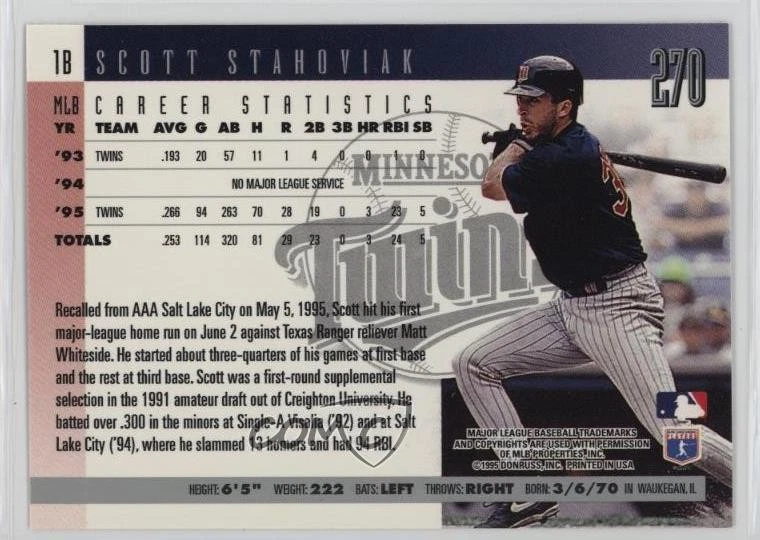 1B SCOTT STAHOVIAK 270
MLB CAREER STATISTICS
YR TEAM AVG G AB H R 2B 3B HR RBI SB
'93 TWINS .193 20 57 11 1 4 0 0 1 0
'94 NO MAJOR LEAGUE SERVICE
'95 TWINS .266 94 263 70 28 19 0 3 23 5
TOTALS .253 114 320 81 29 23 0 3 24 5
MINNESO
Twins
Recalled from AAA Salt Lake City on May 5, 1995, Scott hit his first
major-league home run on June 2 against Texas Ranger reliever Matt
Whiteside. He started about three-quarters of his games at first base
and the rest at third base. Scott was a first-round supplemental
selection in the 1991 amateur draft out of Creighton University. He
batted over .300 in the minors at Single-A Visalia ('92) and at Salt
Lake City ('94), where he slammed 13 homers and had 94 RBI.
COMC
MAJOR LEAGUE BASEBALL TRADEMARKS
AND COPYRIGHTS ARE USED WITH PERMISSION
OF MLB PROPERTIES, INC.
©1995 DONRUSS, INC. PRINTED IN USA
PLAYERS
HEIGHT: 6'5" WEIGHT: 222 BATS: LEFT THROWS: RIGHT BORN: 3/6/70 IN WAUKEGAN, IL